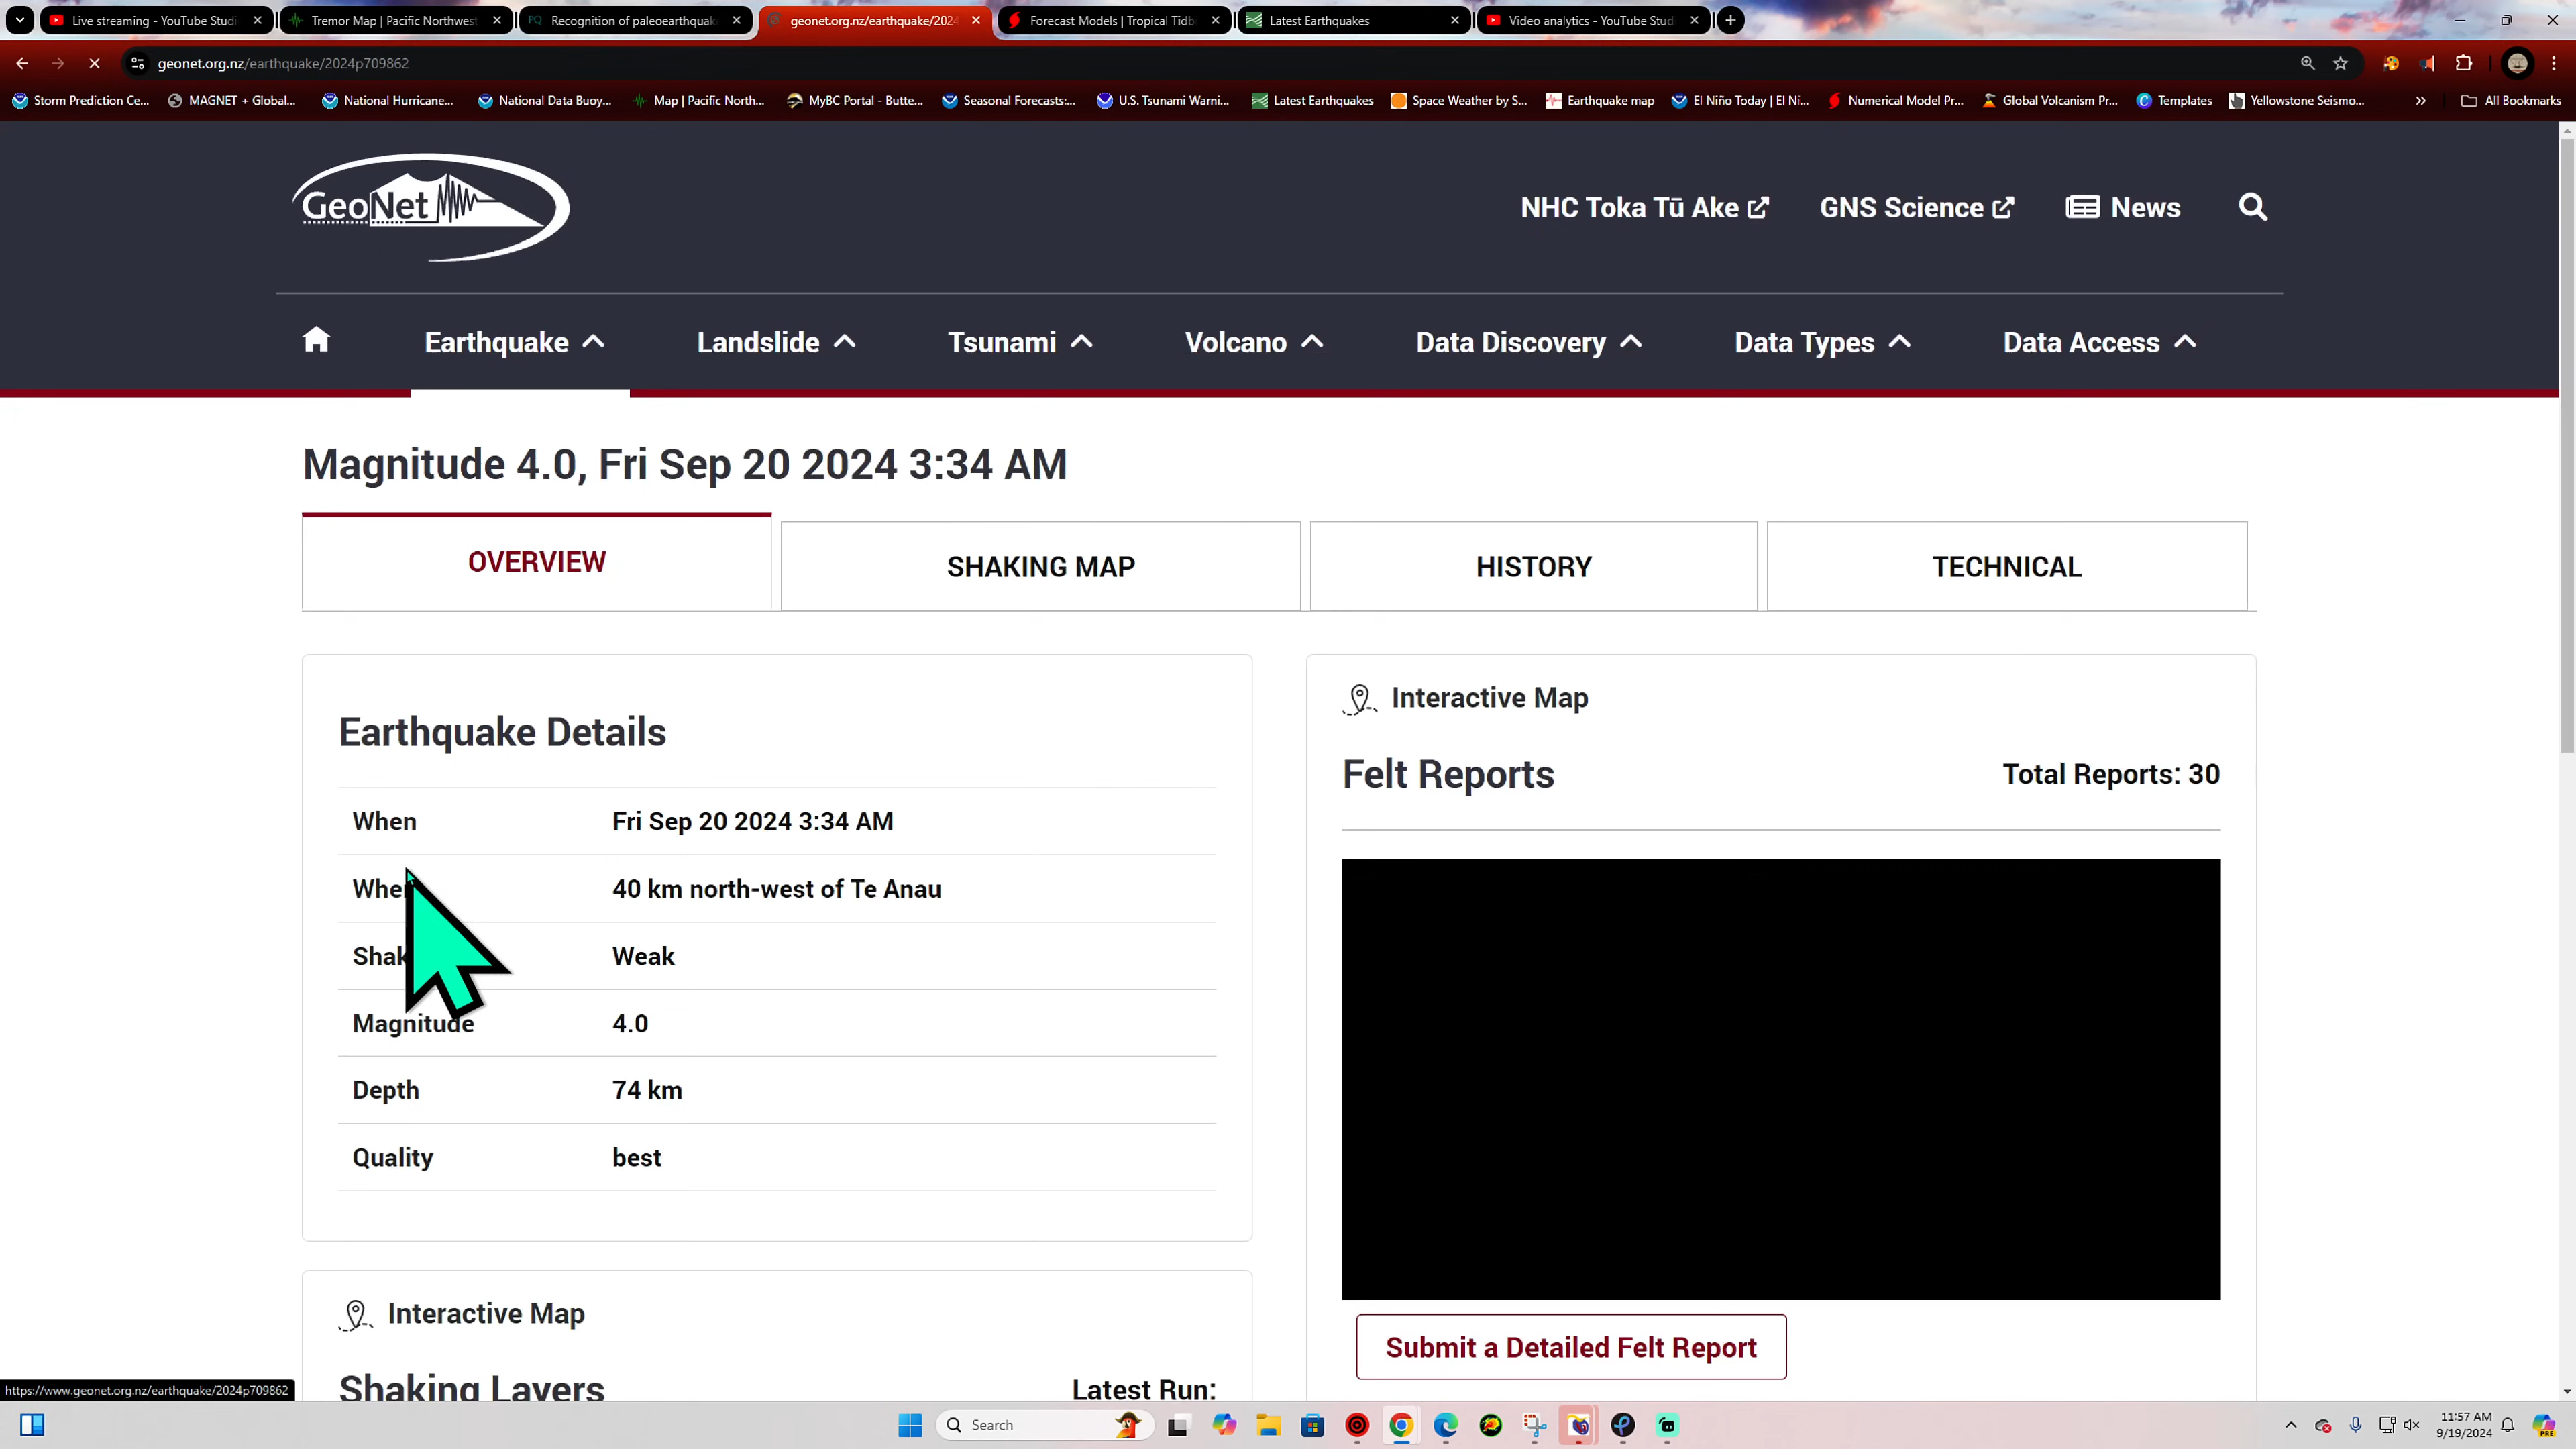 Live streaming - YouTube Studi
Tremor Map | Pacific Northwest
Recognition of paleoearthquake
geonet.org.nz/earthquake/2024
Forecast Models | Tropical Tidb
Latest Earthquakes
Video analytics - YouTube Studi
geonet.org.nz/earthquake/2024p709862
Storm Prediction Ce...
MAGNET + Global...
National Hurricane...
National Data Buoy...
Map | Pacific North...
MyBC Portal - Butte...
Seasonal Forecasts:...
U.S. Tsunami Warni...
Latest Earthquakes
Space Weather by S...
Earthquake map
El Niño Today | El Ni...
Numerical Model Pr...
Global Volcanism Pr...
Templates
Yellowstone Seismo...
All Bookmarks
GeoNet
NHC Toka Tū Ake
GNS Science
News
Earthquake
Landslide
Tsunami
Volcano
Data Discovery
Data Types
Data Access
Magnitude 4.0, Fri Sep 20 2024 3:34 AM
OVERVIEW
SHAKING MAP
HISTORY
TECHNICAL
Earthquake Details
When Fri Sep 20 2024 3:34 AM
Wher 40 km north-west of Te Anau
Shak Weak
Magnitude 4.0
Depth 74 km
Quality best
Interactive Map
Shaking Layers
Latest Run:
Interactive Map
Felt Reports
Total Reports: 30
Submit a Detailed Felt Report
https://www.geonet.org.nz/earthquake/2024p709862
Search
11:57 AM
9/19/2024
PRE